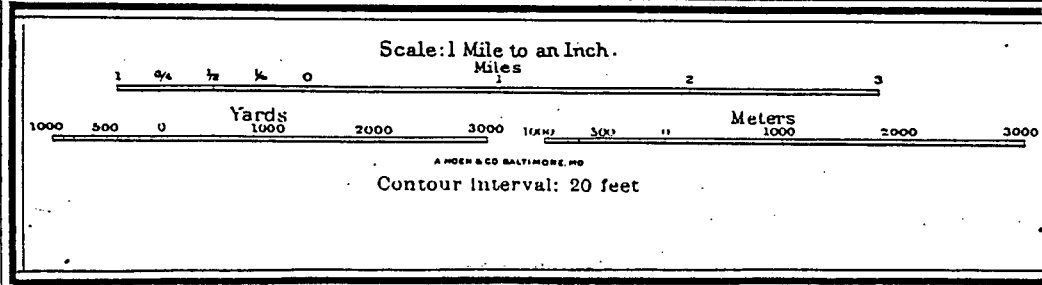 Scale: 1 Mile to an Inch.
Miles
1 3/4 1/2 1/4 0 1 2 3
Yards
1000 500 0 1000 2000 3000
Meters
1000 500 0 1000 2000 3000
A HOEN & CO BALTIMORE, MD
Contour Interval: 20 feet